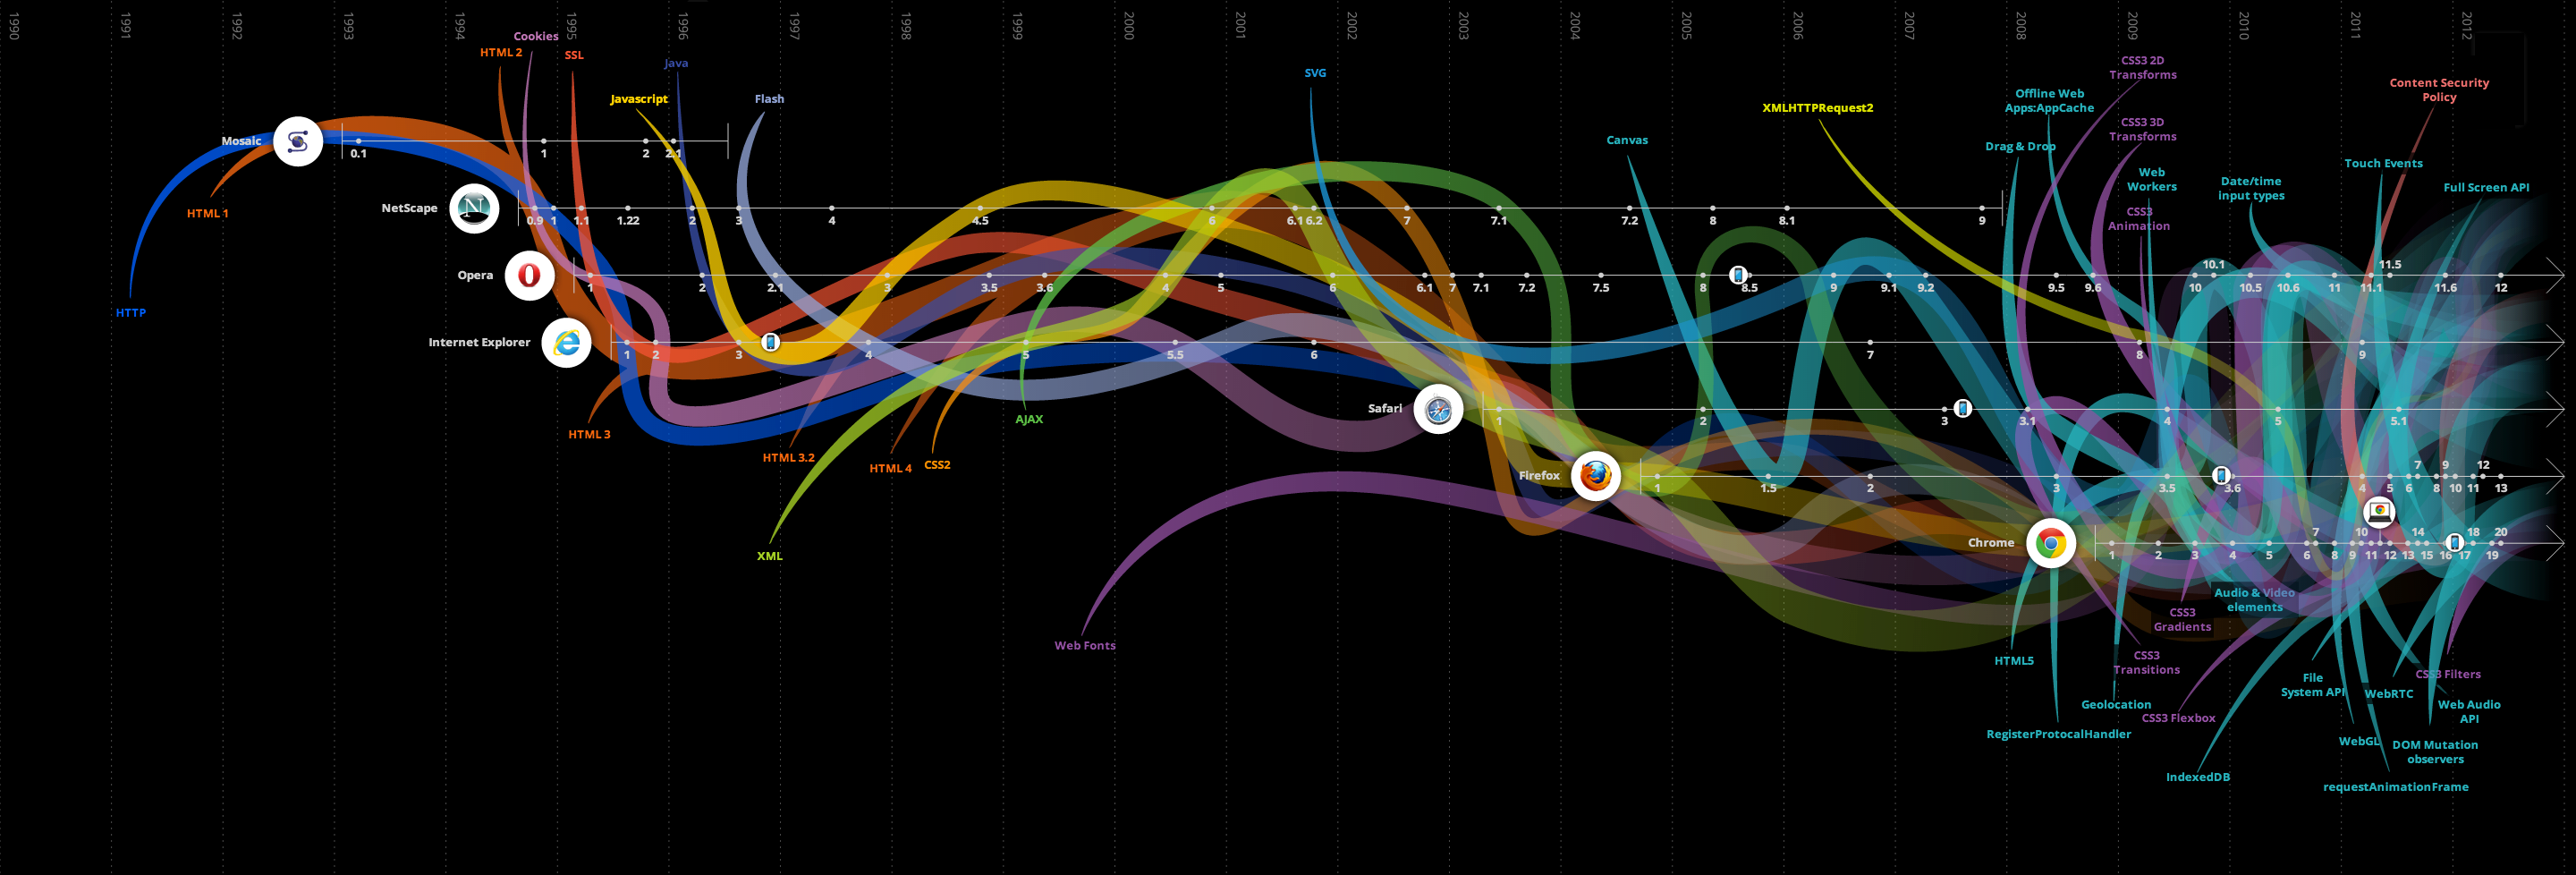 1990 1991 1992 1993 1994 1995 1996 1997 1998 1999 2000 2001 2002 2003 2004 2005 2006 2007 2008 2009 2010 2011 2012
Cookies
HTML 2
SSL
Java
Javascript
Flash
SVG
Canvas
XMLHTTPRequest2
Offline Web
Apps:AppCache
Drag & Drop
CSS3 2D
Transforms
CSS3 3D
Transforms
Web
Workers
CSS3
Animation
Date/time
input types
Touch Events
Content Security
Policy
Full Screen API
Mosaic
0.1 1 2 2.1
HTML 1
NetScape
0.9 1 1.1 1.22 2 3 4 4.5 6 6.1 6.2 7 7.1 7.2 8 8.1 9
Opera
10.1 11.5
1 2 2.1 3 3.5 3.6 4 5 6 6.1 7 7.1 7.2 7.5 8 8.5 9 9.1 9.2 9.5 9.6 10 10.5 10.6 11 11.1 11.6 12
HTTP
Internet Explorer
1 2 3 4 5 5.5 6 7 8 9
HTML 3
HTML 3.2
XML
HTML 4
CSS2
AJAX
Safari
1 2 3 3.1 4 5 5.1
Firefox
7 9 12
1 1.5 2 3 3.5 3.6 4 5 6 8 10 11 13
Chrome
7 10 14 18 20
1 2 3 4 5 6 8 9 11 12 13 15 16 17 19
Web Fonts
HTML5
RegisterProtocalHandler
Geolocation
CSS3
Transitions
CSS3
Gradients
Audio & Video
elements
CSS3 Flexbox
IndexedDB
File
System API
WebGL
WebRTC
CSS3 Filters
Web Audio
API
DOM Mutation
observers
requestAnimationFrame